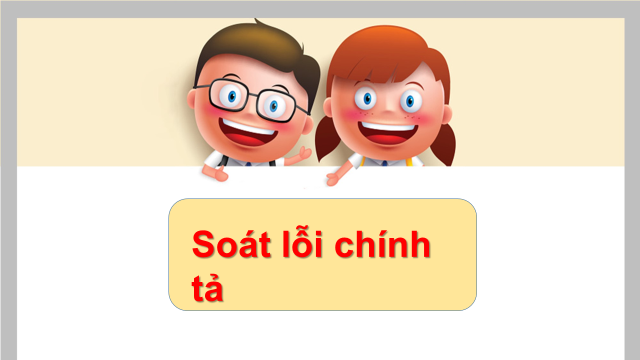 Soát lỗi chính
tả